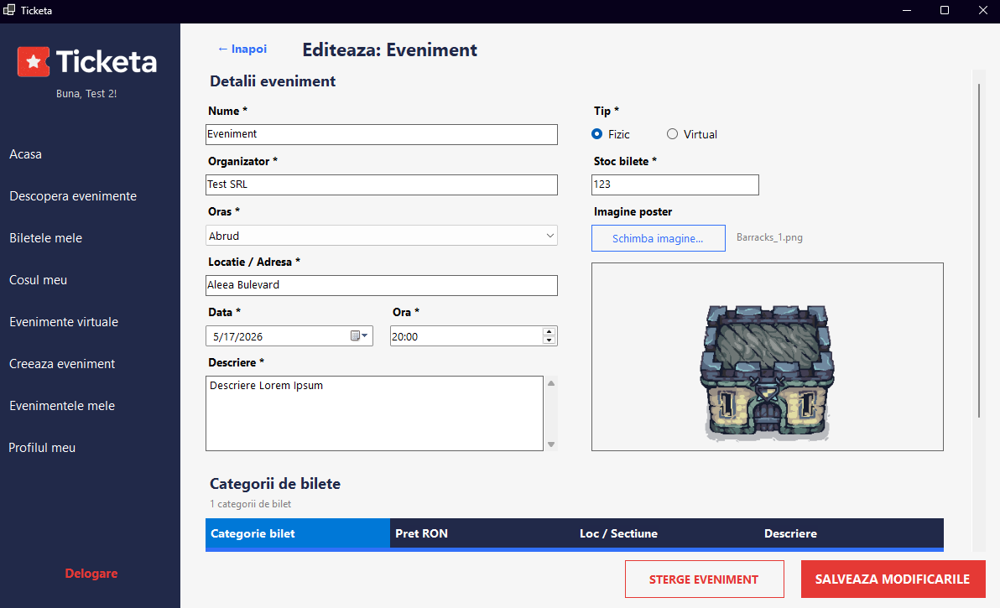 Ticketa
Ticketa
Buna, Test 2!
Acasa
Descopera evenimente
Biletele mele
Cosul meu
Evenimente virtuale
Creeaza eveniment
Evenimentele mele
Profilul meu
Delogare
← Inapoi
Editeaza: Eveniment
Detalii eveniment
Nume *
Eveniment
Organizator *
Test SRL
Oras *
Abrud
Locatie / Adresa *
Aleea Bulevard
Data *
Ora *
5/17/2026
20:00
Descriere *
Descriere Lorem Ipsum
Tip *
Fizic
Virtual
Stoc bilete *
123
Imagine poster
Schimba imagine...
Barracks_1.png
Categorii de bilete
1 categorii de bilet
Categorie bilet
Pret RON
Loc / Sectiune
Descriere
STERGE EVENIMENT
SALVEAZA MODIFICARILE